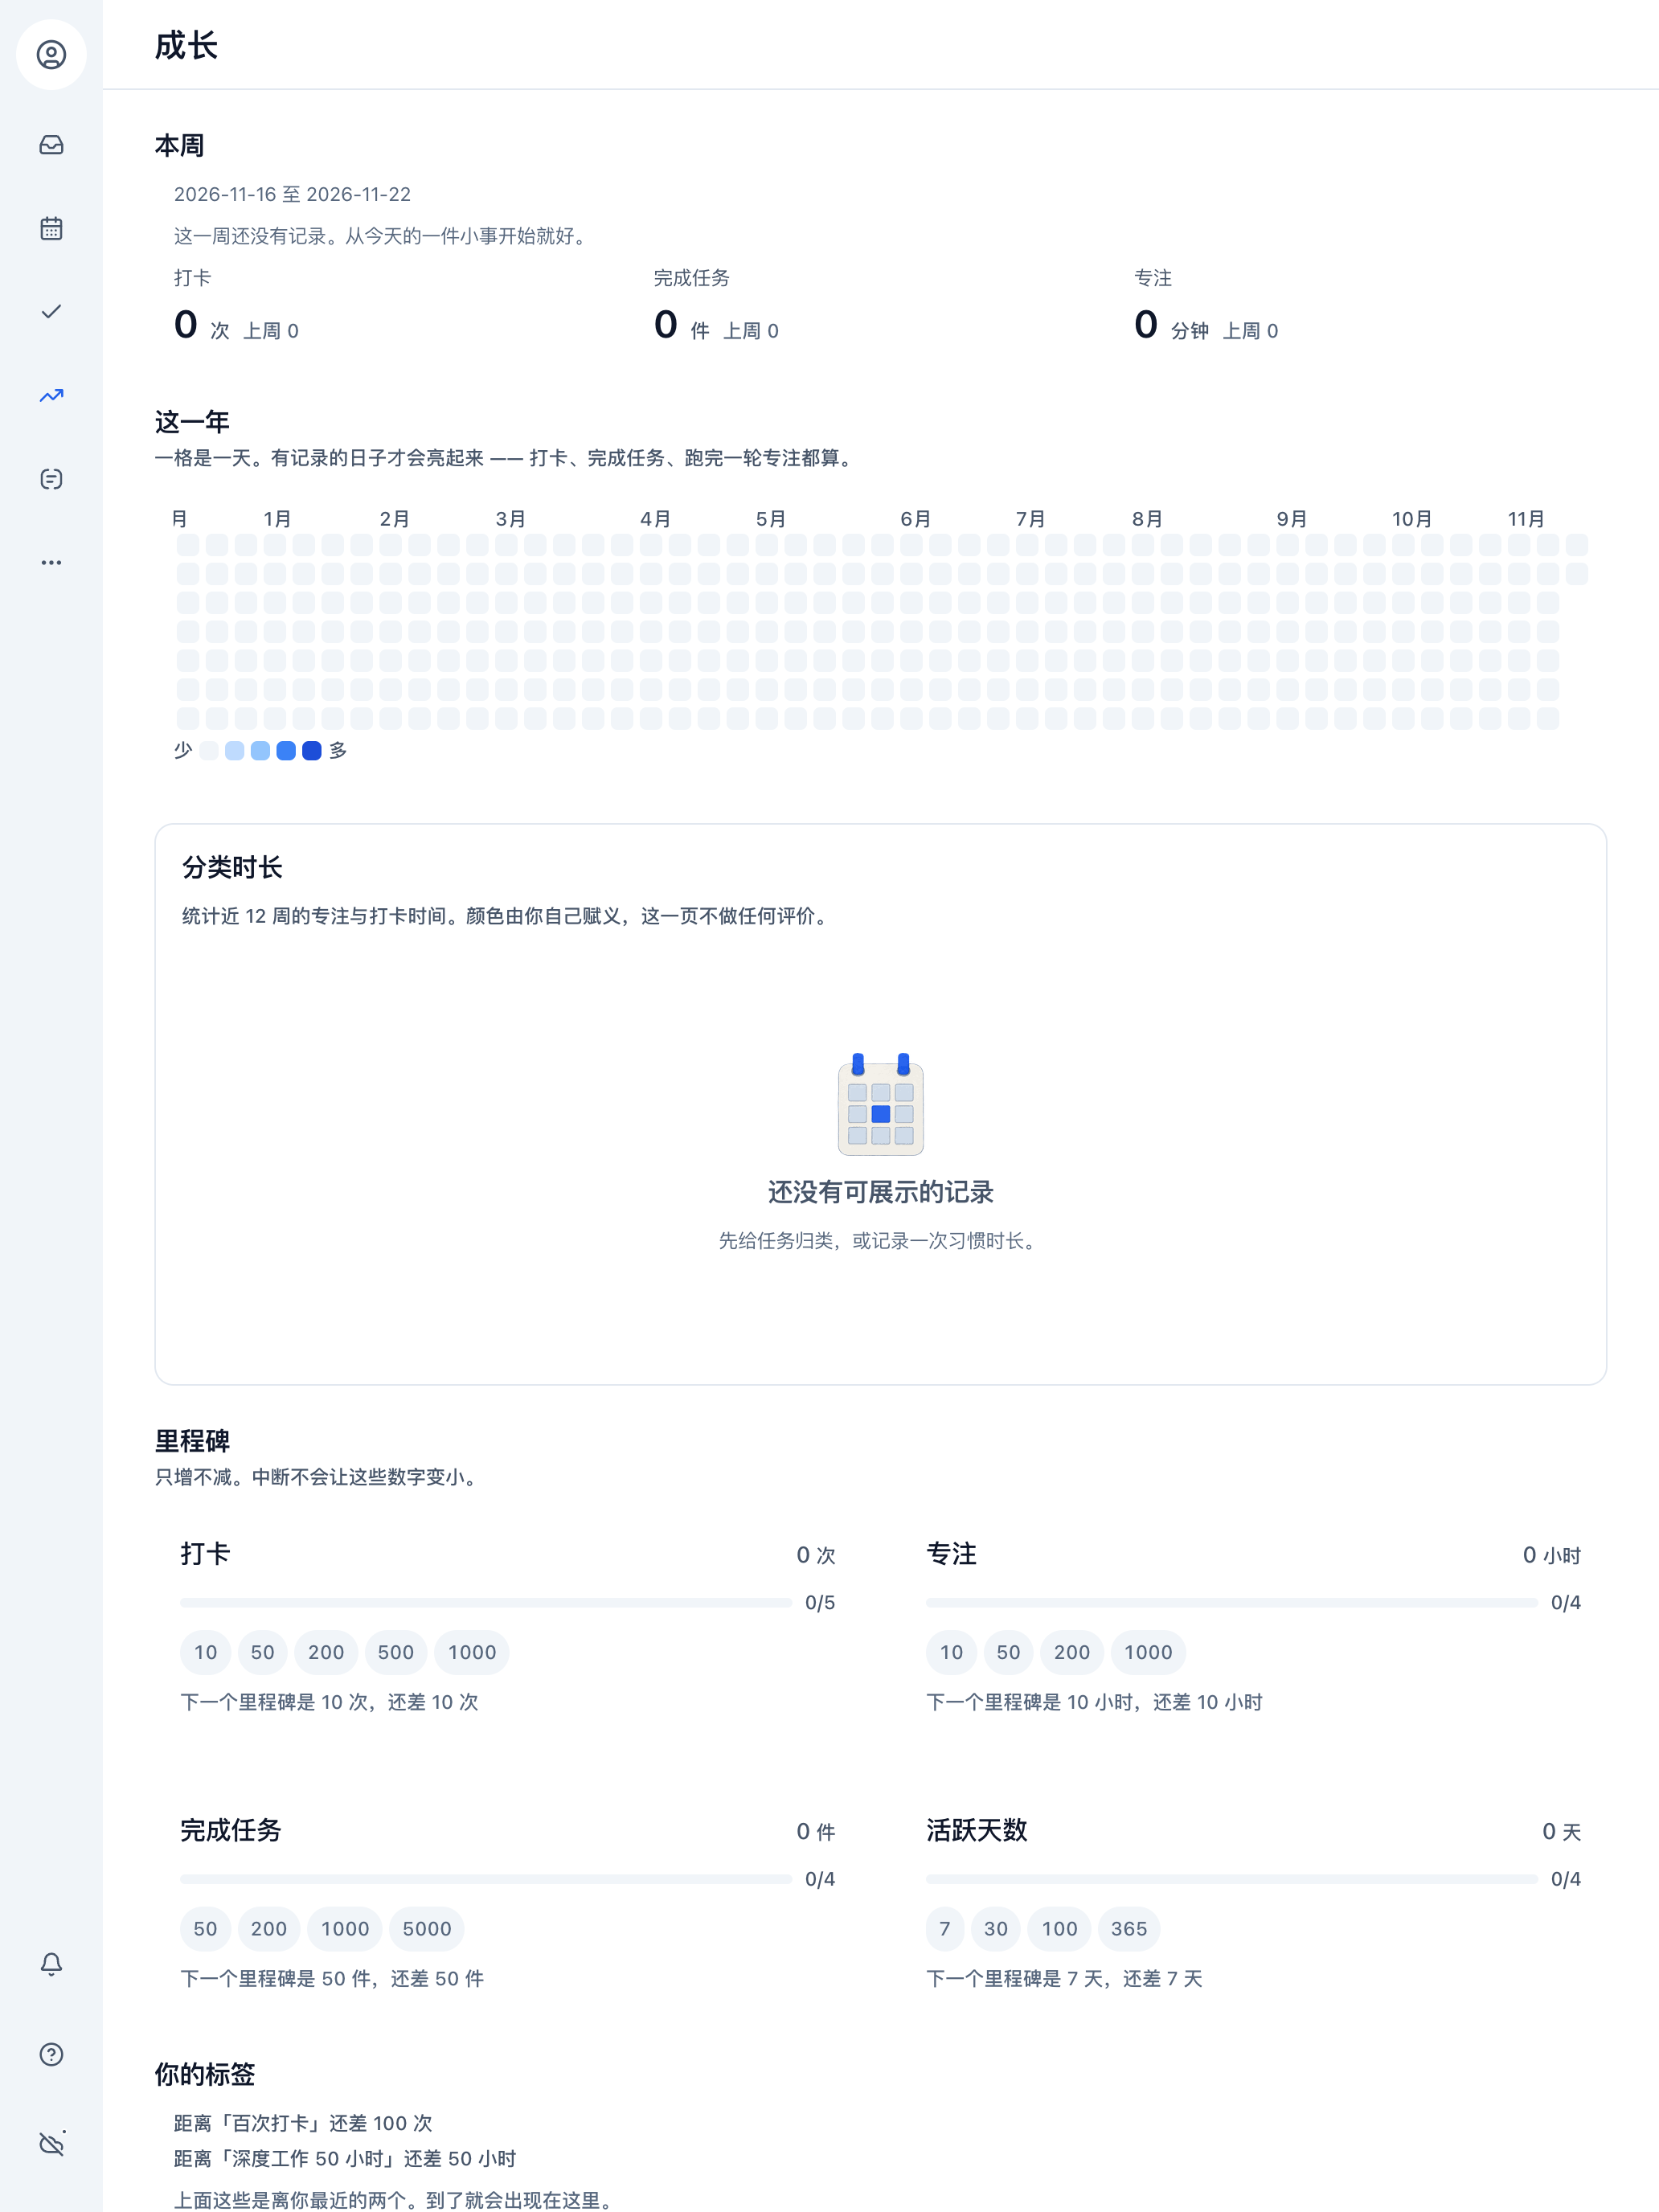 成长
本周
2026-11-16 至 2026-11-22
这一周还没有记录。从今天的一件小事开始就好。
打卡 完成任务 专注
0 次 上周 0 0 件 上周 0 0 分钟 上周 0
这一年
一格是一天。有记录的日子才会亮起来 —— 打卡、完成任务、跑完一轮专注都算。
月 1月 2月 3月 4月 5月 6月 7月 8月 9月 10月 11月
少 多
分类时长
统计近 12 周的专注与打卡时间。颜色由你自己赋义，这一页不做任何评价。
还没有可展示的记录
先给任务归类，或记录一次习惯时长。
里程碑
只增不减。中断不会让这些数字变小。
打卡 0 次
0/5
10 50 200 500 1000
下一个里程碑是 10 次，还差 10 次
专注 0 小时
0/4
10 50 200 1000
下一个里程碑是 10 小时，还差 10 小时
完成任务 0 件
0/4
50 200 1000 5000
下一个里程碑是 50 件，还差 50 件
活跃天数 0 天
0/4
7 30 100 365
下一个里程碑是 7 天，还差 7 天
你的标签
距离「百次打卡」还差 100 次
距离「深度工作 50 小时」还差 50 小时
上面这些是离你最近的两个。到了就会出现在这里。